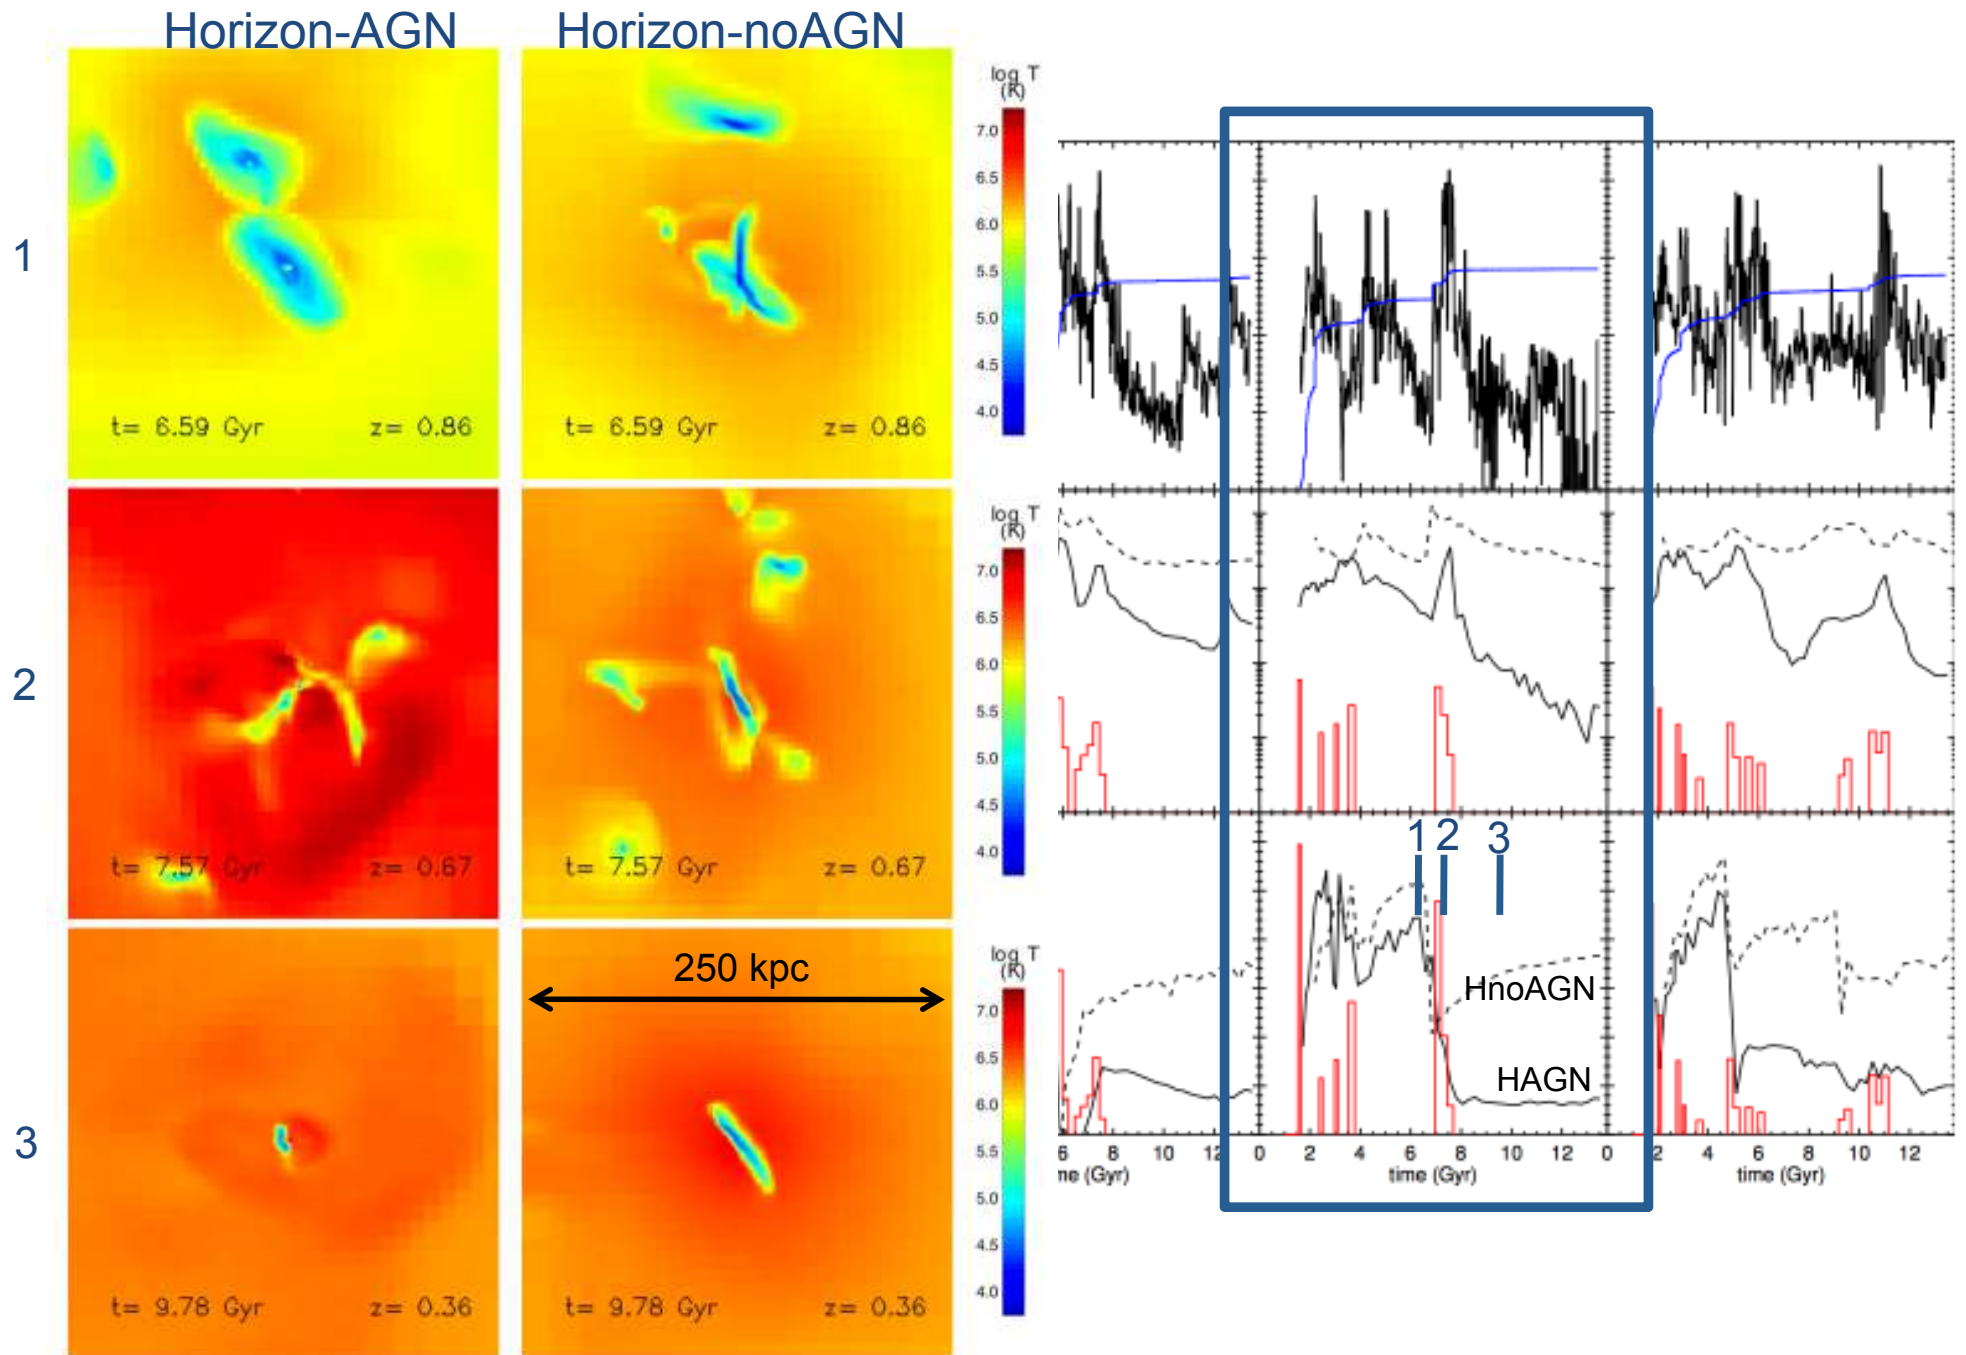 Horizon-AGN Horizon-noAGN
1
t= 6.59 Gyr z= 0.86
t= 6.59 Gyr z= 0.86
log T
(K)
7.0
6.5
6.0
5.5
5.0
4.5
4.0
2
t= 7.57 Gyr z= 0.67
t= 7.57 Gyr z= 0.67
log T
(K)
7.0
6.5
6.0
5.5
5.0
4.5
4.0
3
t= 9.78 Gyr z= 0.36
250 kpc
t= 9.78 Gyr z= 0.36
log T
(K)
7.0
6.5
6.0
5.5
5.0
4.5
4.0
1 2 3
HnoAGN
HAGN
6 8 10 12 0 2 4 6 8 10 12 0 2 4 6 8 10 12
me (Gyr) time (Gyr) time (Gyr)